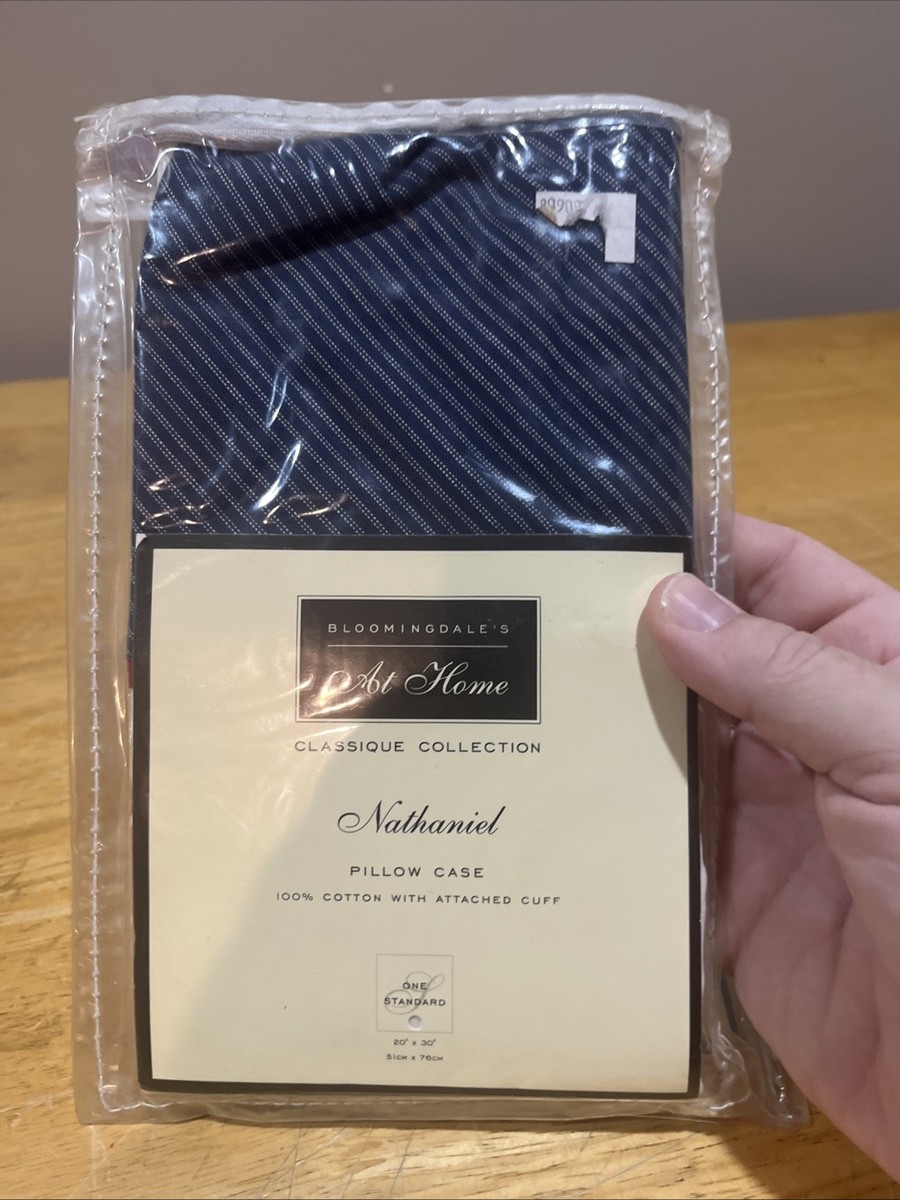 BLOOMINGDALE'S
At Home
CLASSIQUE COLLECTION
Nathaniel
PILLOW CASE
100% COTTON WITH ATTACHED CUFF
S
ONE
STANDARD
20" x 30"
51CM x 76CM